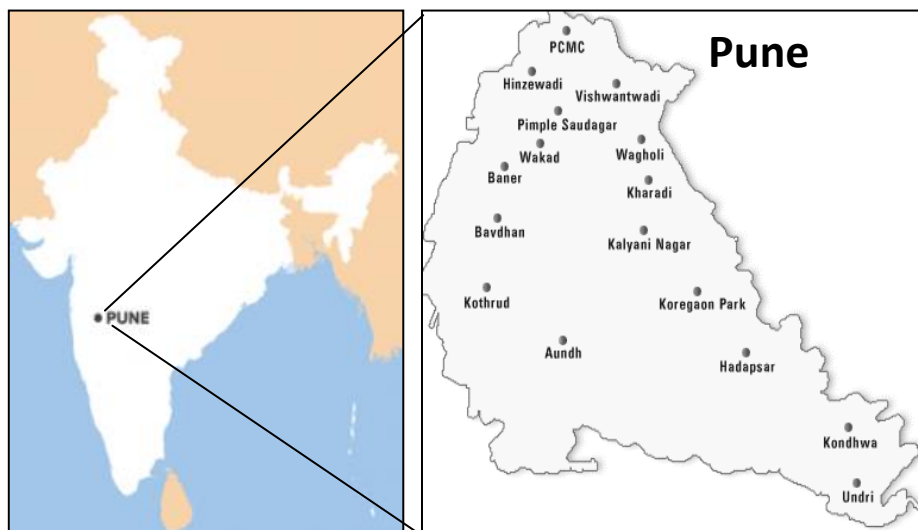 PUNE
Pune
PCMC
Hinzewadi
Vishwantwadi
Pimple Saudagar
Wakad
Wagholi
Baner
Kharadi
Bavdhan
Kalyani Nagar
Kothrud
Koregaon Park
Aundh
Hadapsar
Kondhwa
Undri